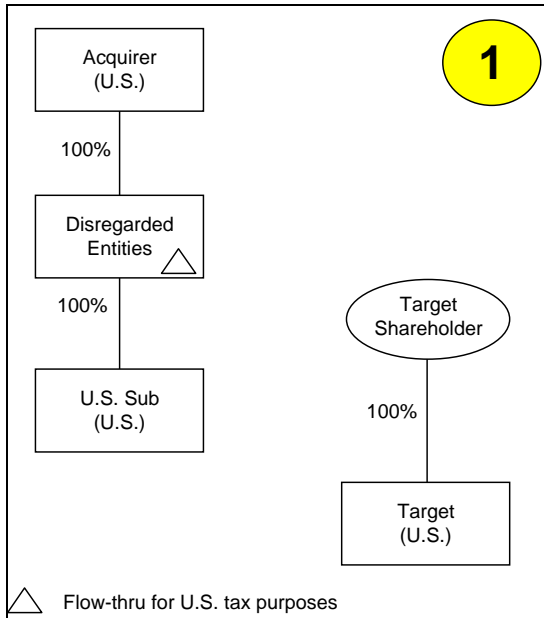 Acquirer
(U.S.)
1
100%
Disregarded
Entities
100%
Target
Shareholder
U.S. Sub
(U.S.)
100%
Target
(U.S.)
Flow-thru for U.S. tax purposes